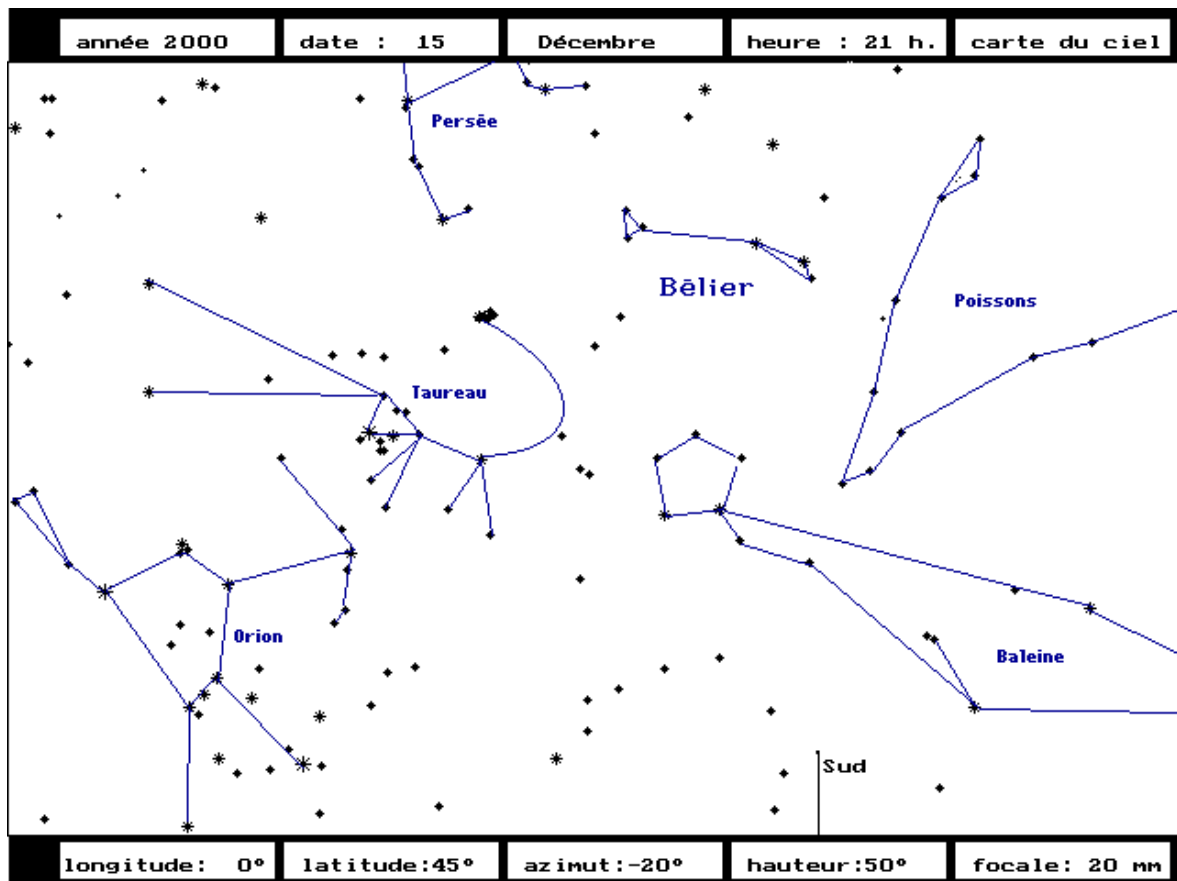 année 2000 date : 15 Décembre heure : 21 h. carte du ciel
Persée
Bélier
Poissons
Taureau
Orion
Baleine
Sud
longitude: 0° latitude:45° azimut:-20° hauteur:50° focale: 20 mm